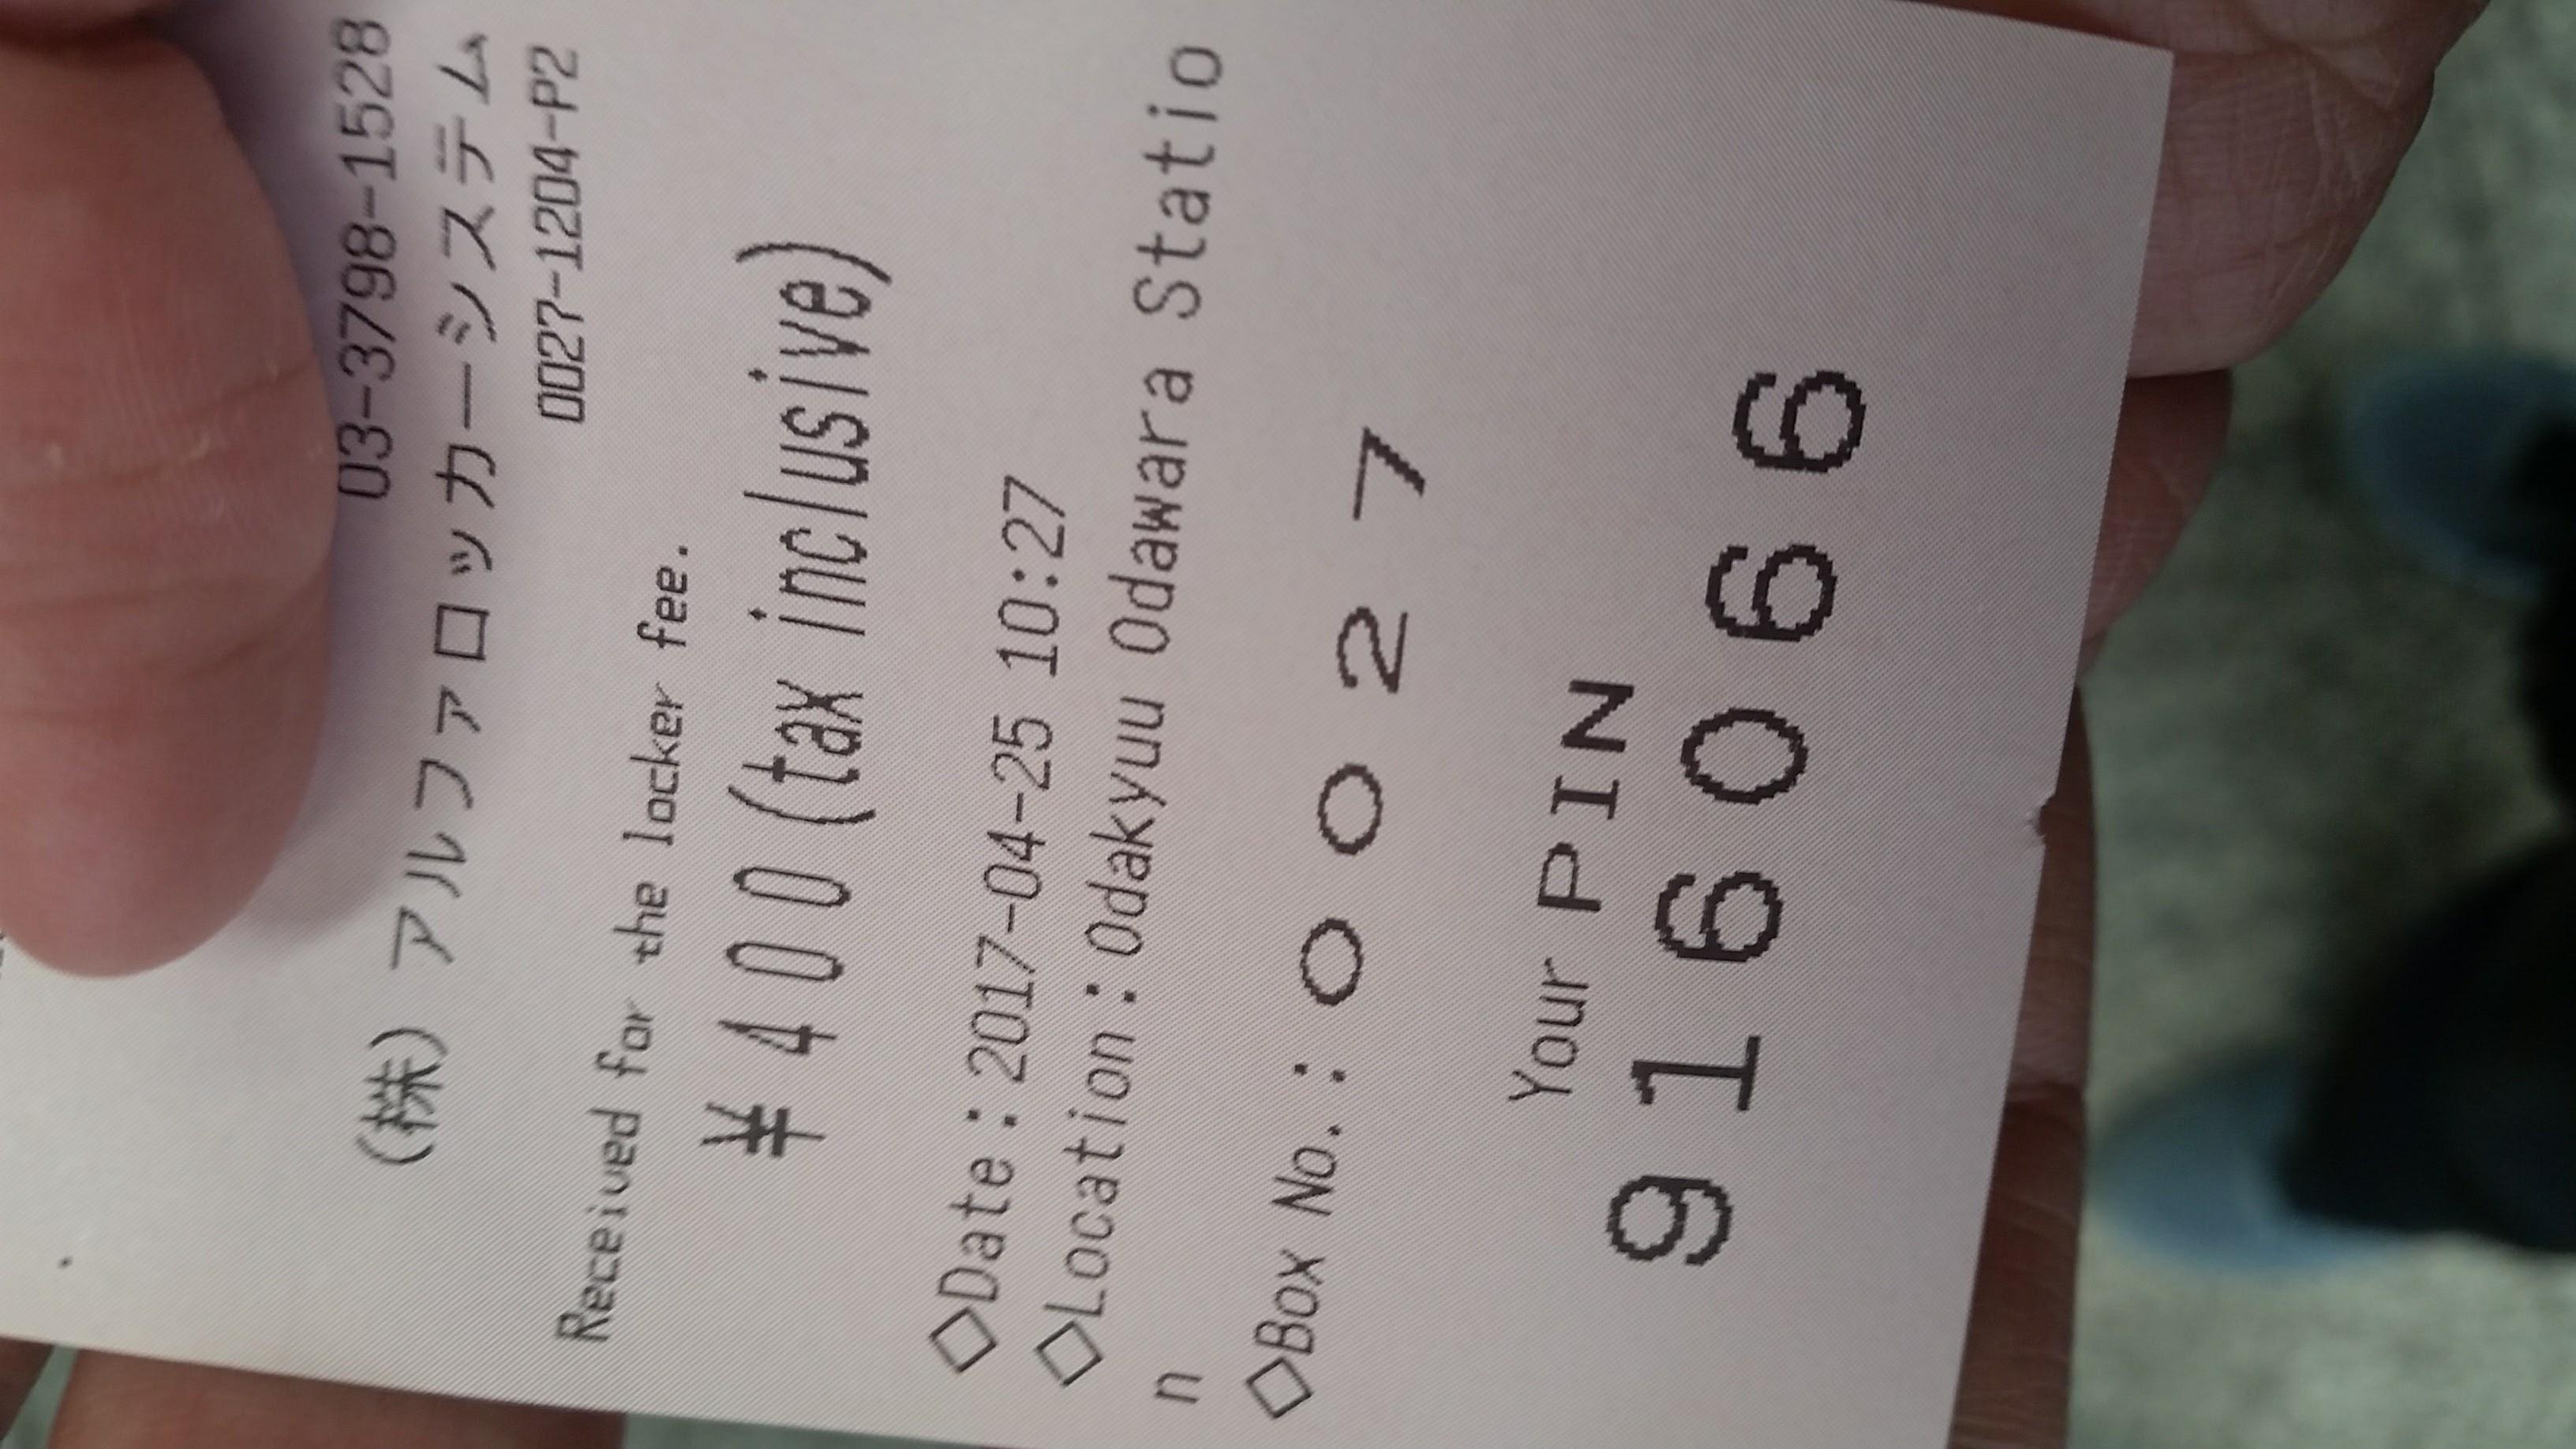 03-3798-1528
(株) アルファロッカーシステム
0027-1204-P2
Received for the locker fee.
¥400(tax inclusive)
◇Date:2017-04-25 10:27
◇Location:Odakyuu Odawara Statio
n
◇Box No.:0027
Your PIN
916066